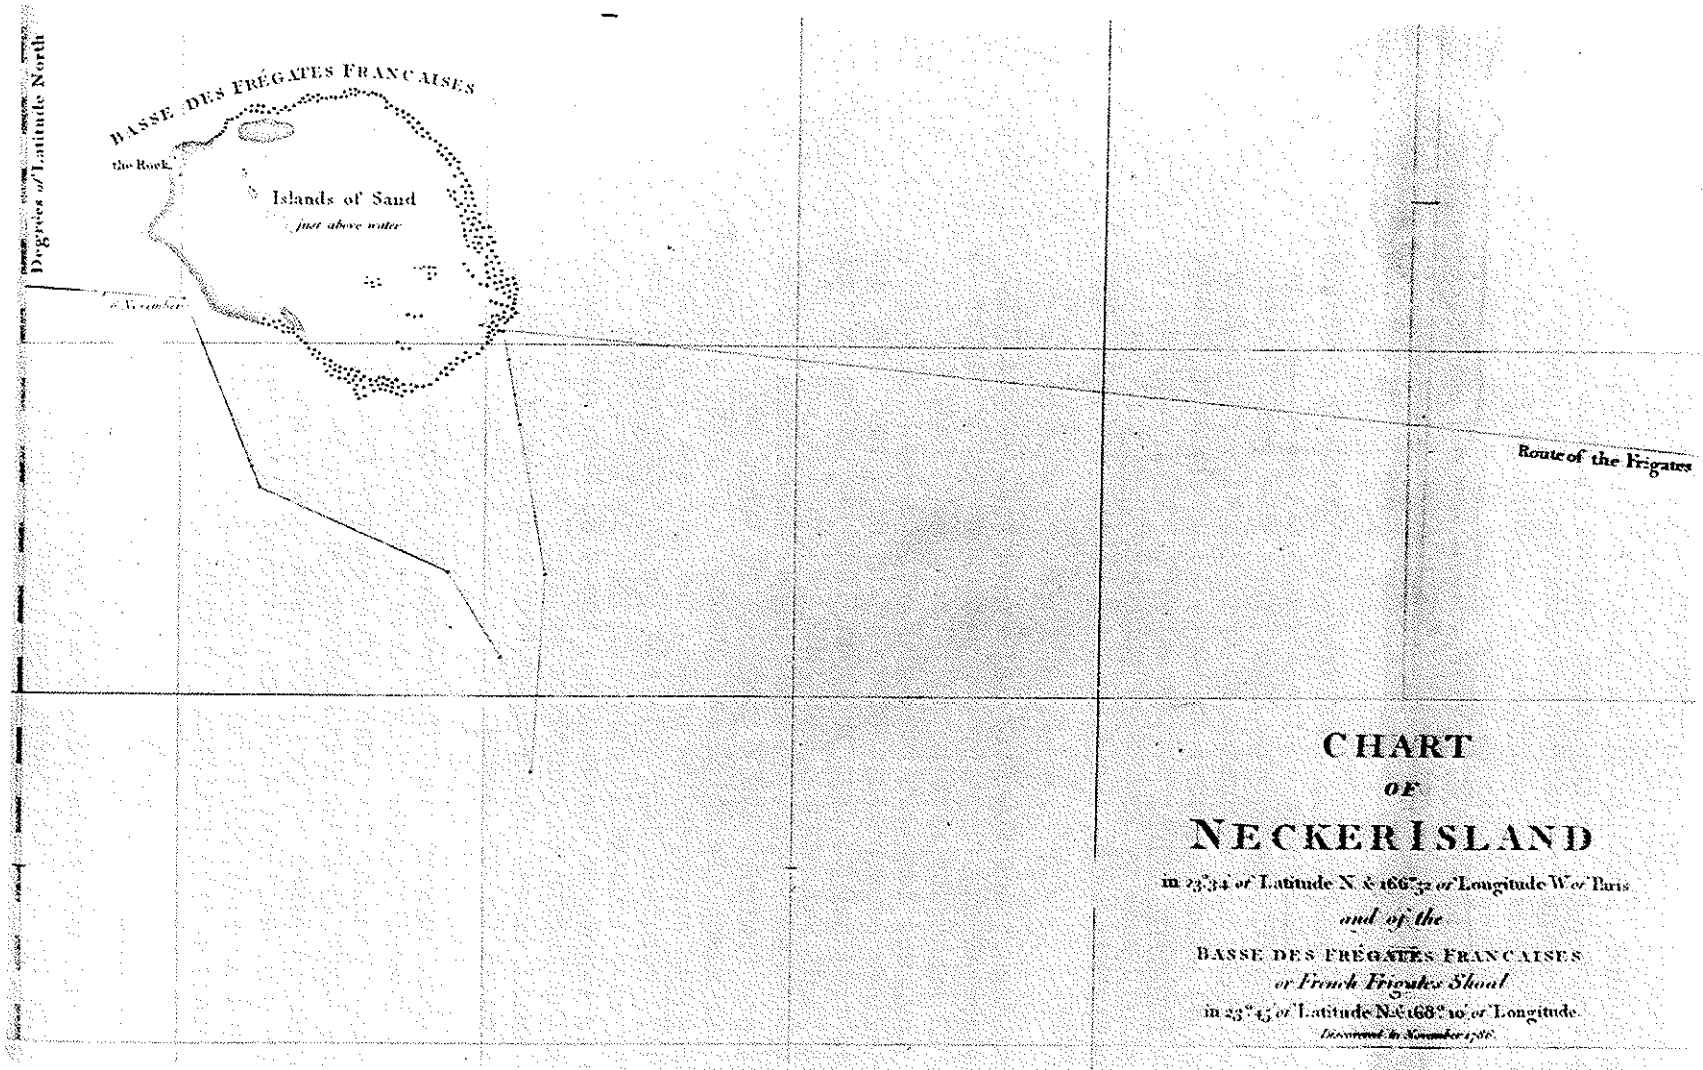 Degrees of Latitude North
BASSE DES FRÉGATES FRANCAISES
the Rock
Islands of Sand
just above water
6 November
Route of the Frigates
CHART
OF
NECKER ISLAND
in 23°.34' of Latitude N. & 166°.52' of Longitude W. of Paris
and of the
BASSE DES FRÉGATES FRANCAISES
or French Frigates Shoal
in 23°.45' of Latitude N. & 168°.10' of Longitude.
Discovered in November 1786.